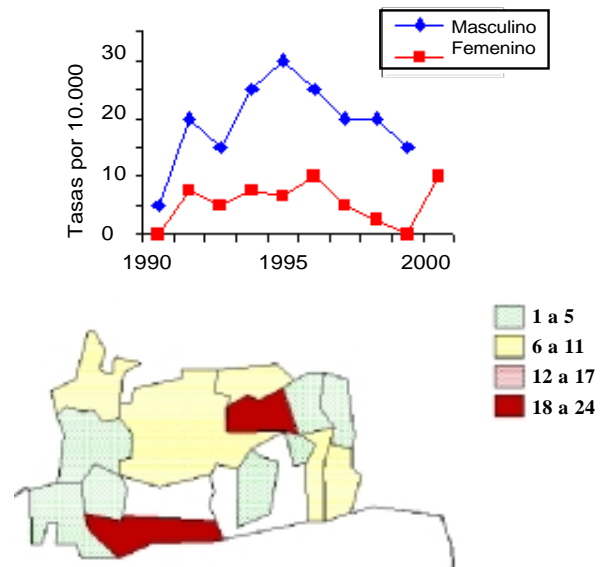 Masculino
Femenino
Tasas por 10.000
30
20
10
0
1990 1995 2000
1 a 5
6 a 11
12 a 17
18 a 24